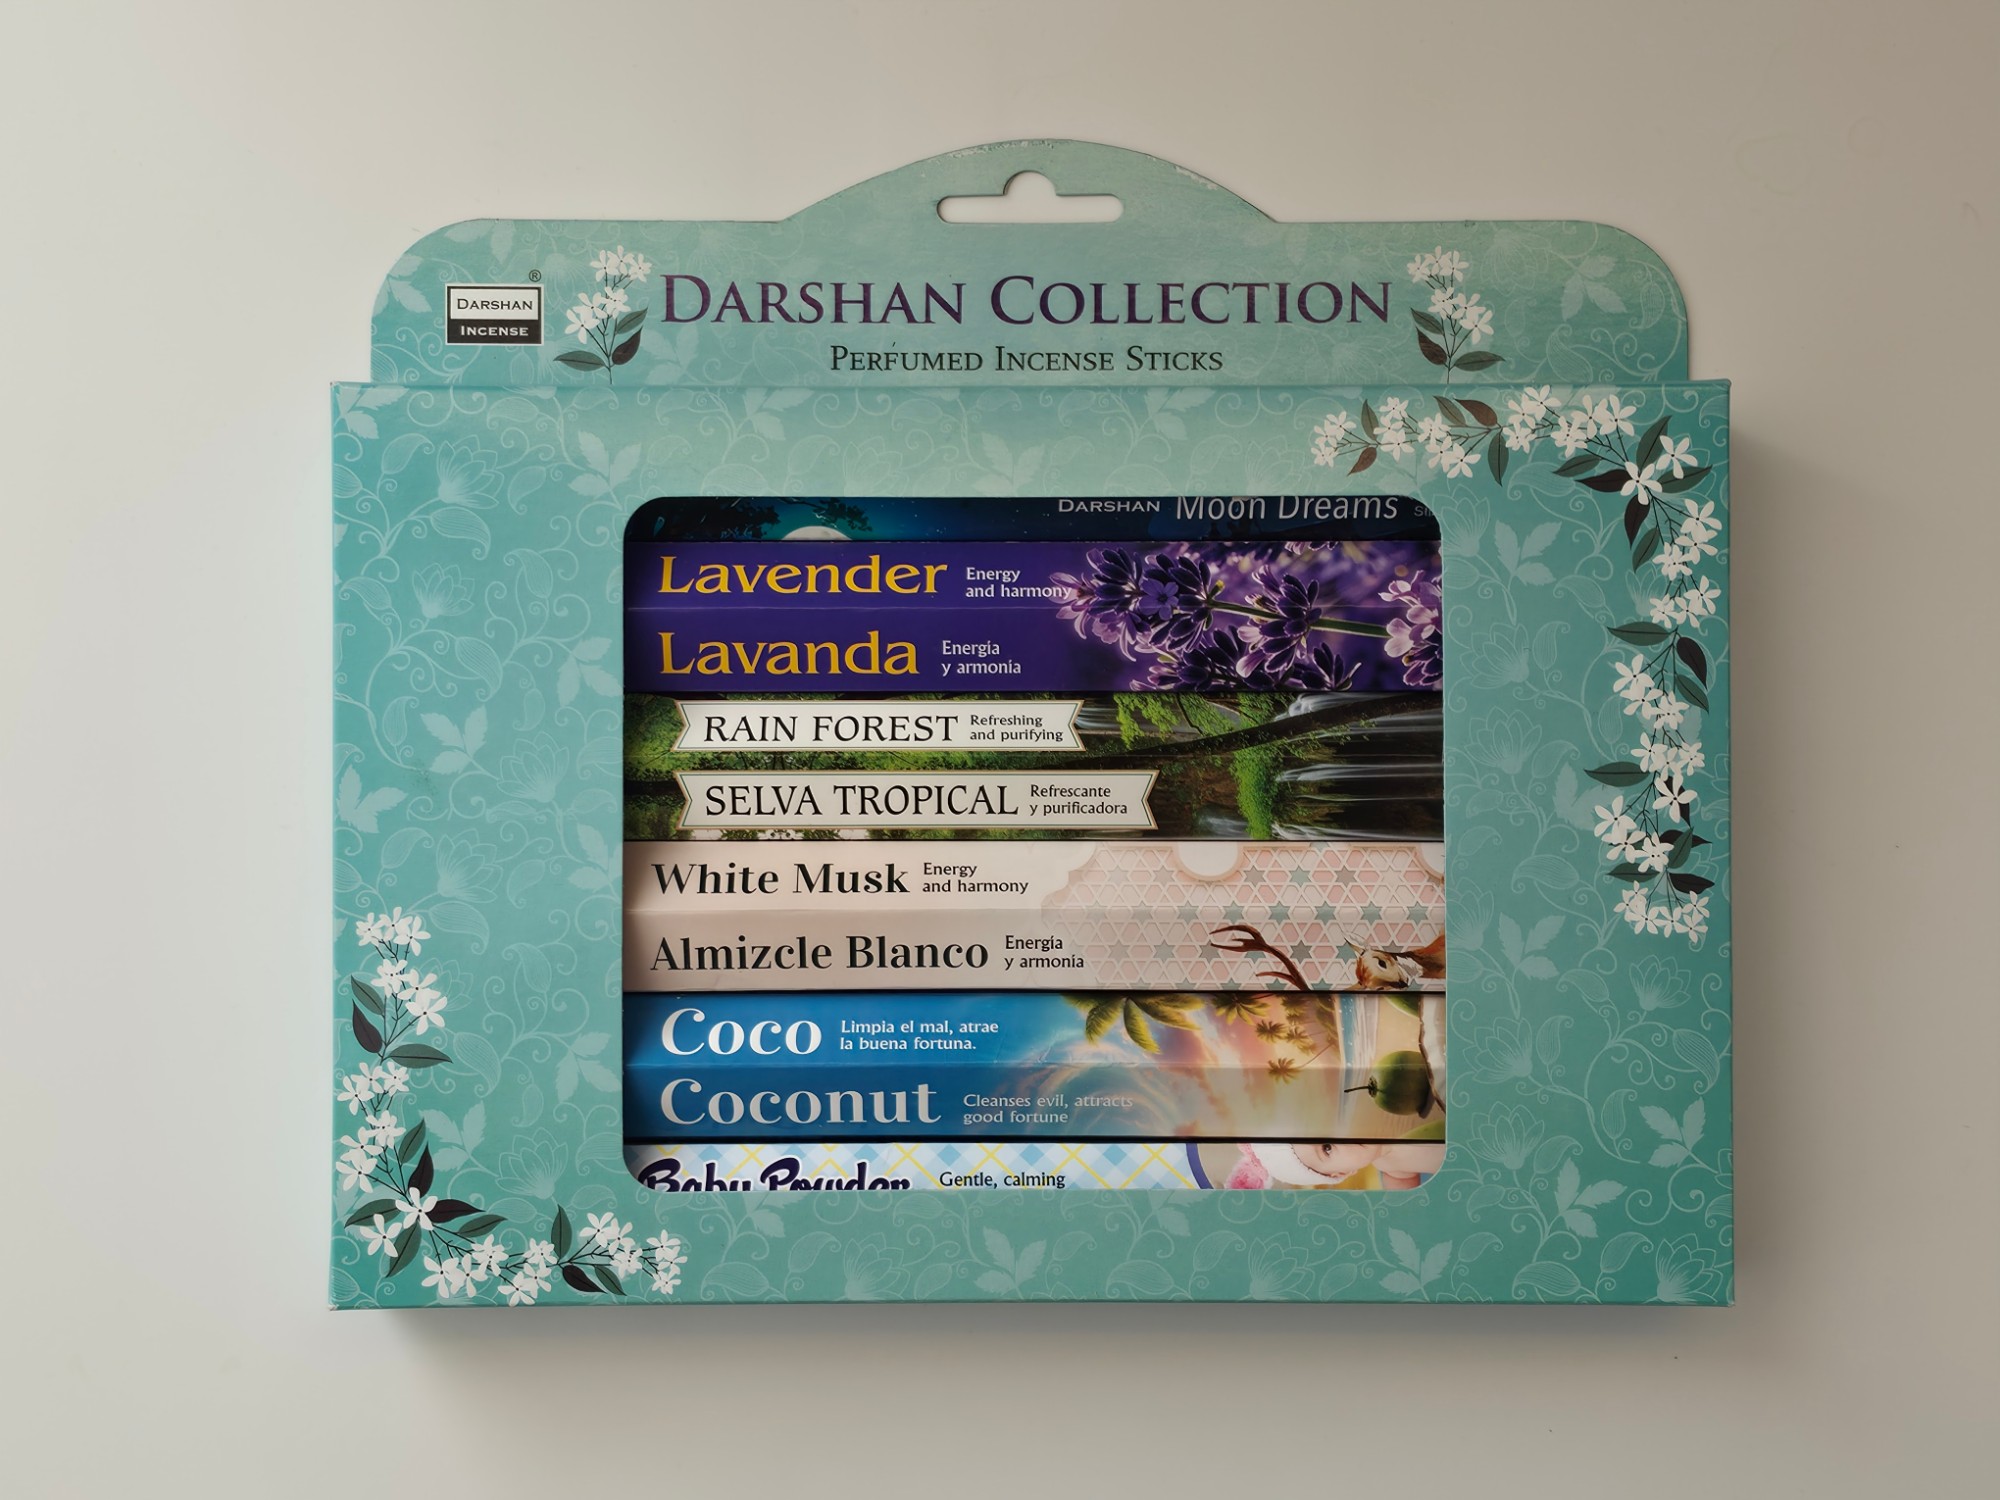 ®
DARSHAN
INCENSE
DARSHAN COLLECTION
PERFUMED INCENSE STICKS
DARSHAN Moon Dreams
Lavender Energy
and harmony
Lavanda Energía
y armonía
RAIN FOREST Refreshing
and purifying
SELVA TROPICAL Refrescante
y purificadora
White Musk Energy
and harmony
Almizcle Blanco Energía
y armonía
Coco Limpia el mal, atrae
la buena fortuna.
Coconut Cleanses evil, attracts
good fortune
Baby Powder Gentle, calming